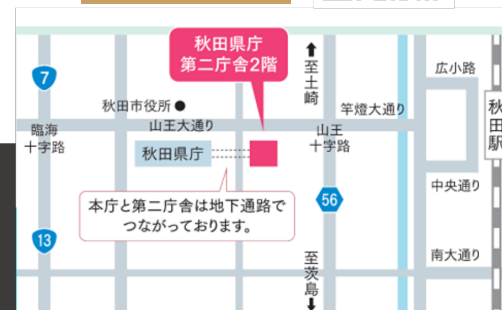 秋田県庁
第二庁舎2階
至土崎
7
広小路
秋田市役所
竿燈大通り
秋田駅
臨海
十字路
山王大通り
山王
十字路
秋田県庁
中央通り
本庁と第二庁舎は地下通路で
つながっております。
56
13
南大通り
至茨島